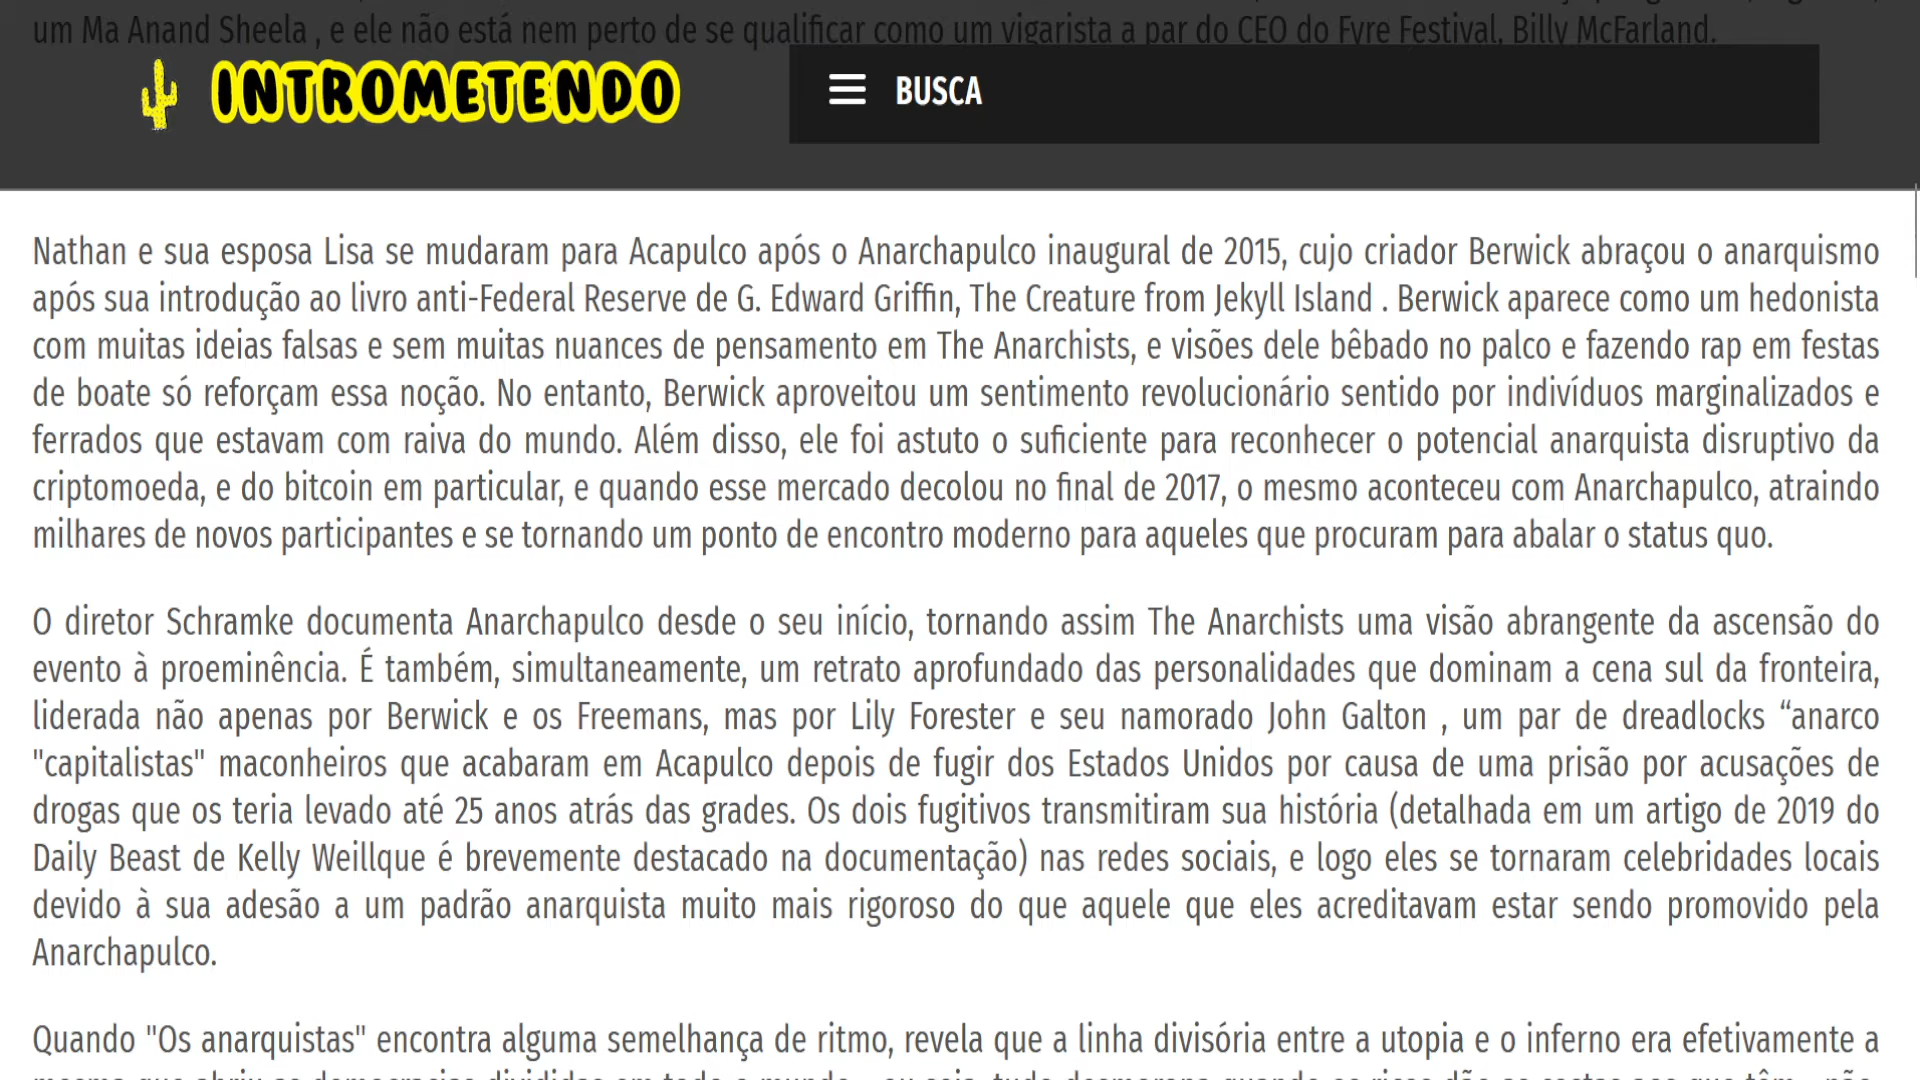 um Ma Anand Sheela , e ele não está nem perto de se qualificar como um vigarista a par do CEO do Fyre Festival, Billy McFarland.
INTROMETENDO
BUSCA
Nathan e sua esposa Lisa se mudaram para Acapulco após o Anarchapulco inaugural de 2015, cujo criador Berwick abraçou o anarquismo
após sua introdução ao livro anti-Federal Reserve de G. Edward Griffin, The Creature from Jekyll Island . Berwick aparece como um hedonista
com muitas ideias falsas e sem muitas nuances de pensamento em The Anarchists, e visões dele bêbado no palco e fazendo rap em festas
de boate só reforçam essa noção. No entanto, Berwick aproveitou um sentimento revolucionário sentido por indivíduos marginalizados e
ferrados que estavam com raiva do mundo. Além disso, ele foi astuto o suficiente para reconhecer o potencial anarquista disruptivo da
criptomoeda, e do bitcoin em particular, e quando esse mercado decolou no final de 2017, o mesmo aconteceu com Anarchapulco, atraindo
milhares de novos participantes e se tornando um ponto de encontro moderno para aqueles que procuram para abalar o status quo.
O diretor Schramke documenta Anarchapulco desde o seu início, tornando assim The Anarchists uma visão abrangente da ascensão do
evento à proeminência. É também, simultaneamente, um retrato aprofundado das personalidades que dominam a cena sul da fronteira,
liderada não apenas por Berwick e os Freemans, mas por Lily Forester e seu namorado John Galton , um par de dreadlocks “anarco
"capitalistas" maconheiros que acabaram em Acapulco depois de fugir dos Estados Unidos por causa de uma prisão por acusações de
drogas que os teria levado até 25 anos atrás das grades. Os dois fugitivos transmitiram sua história (detalhada em um artigo de 2019 do
Daily Beast de Kelly Weillque é brevemente destacado na documentação) nas redes sociais, e logo eles se tornaram celebridades locais
devido à sua adesão a um padrão anarquista muito mais rigoroso do que aquele que eles acreditavam estar sendo promovido pela
Anarchapulco.
Quando "Os anarquistas" encontra alguma semelhança de ritmo, revela que a linha divisória entre a utopia e o inferno era efetivamente a